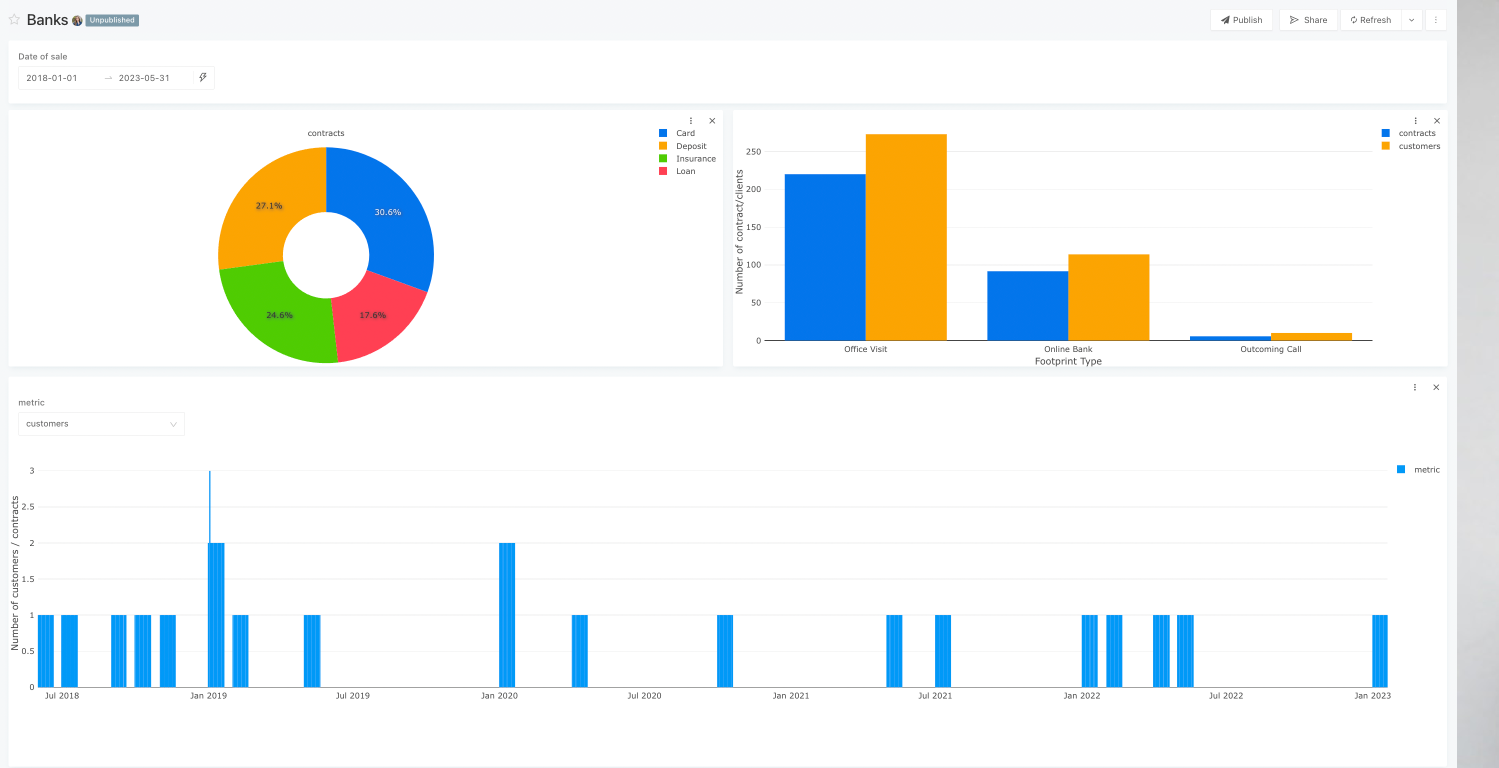 Banks Unpublished Publish Share Refresh
Date of sale
2018-01-01 → 2023-05-31
contracts
Card
Deposit
Insurance
Loan
27.1%
30.6%
24.6%
17.6%
contracts
customers
Number of contract/clients
250
200
150
100
50
0
Office Visit Online Bank Outcoming Call
Footprint Type
metric
customers
metric
Number of customers / contracts
3
2.5
2
1.5
1
0.5
0
Jul 2018 Jan 2019 Jul 2019 Jan 2020 Jul 2020 Jan 2021 Jul 2021 Jan 2022 Jul 2022 Jan 2023